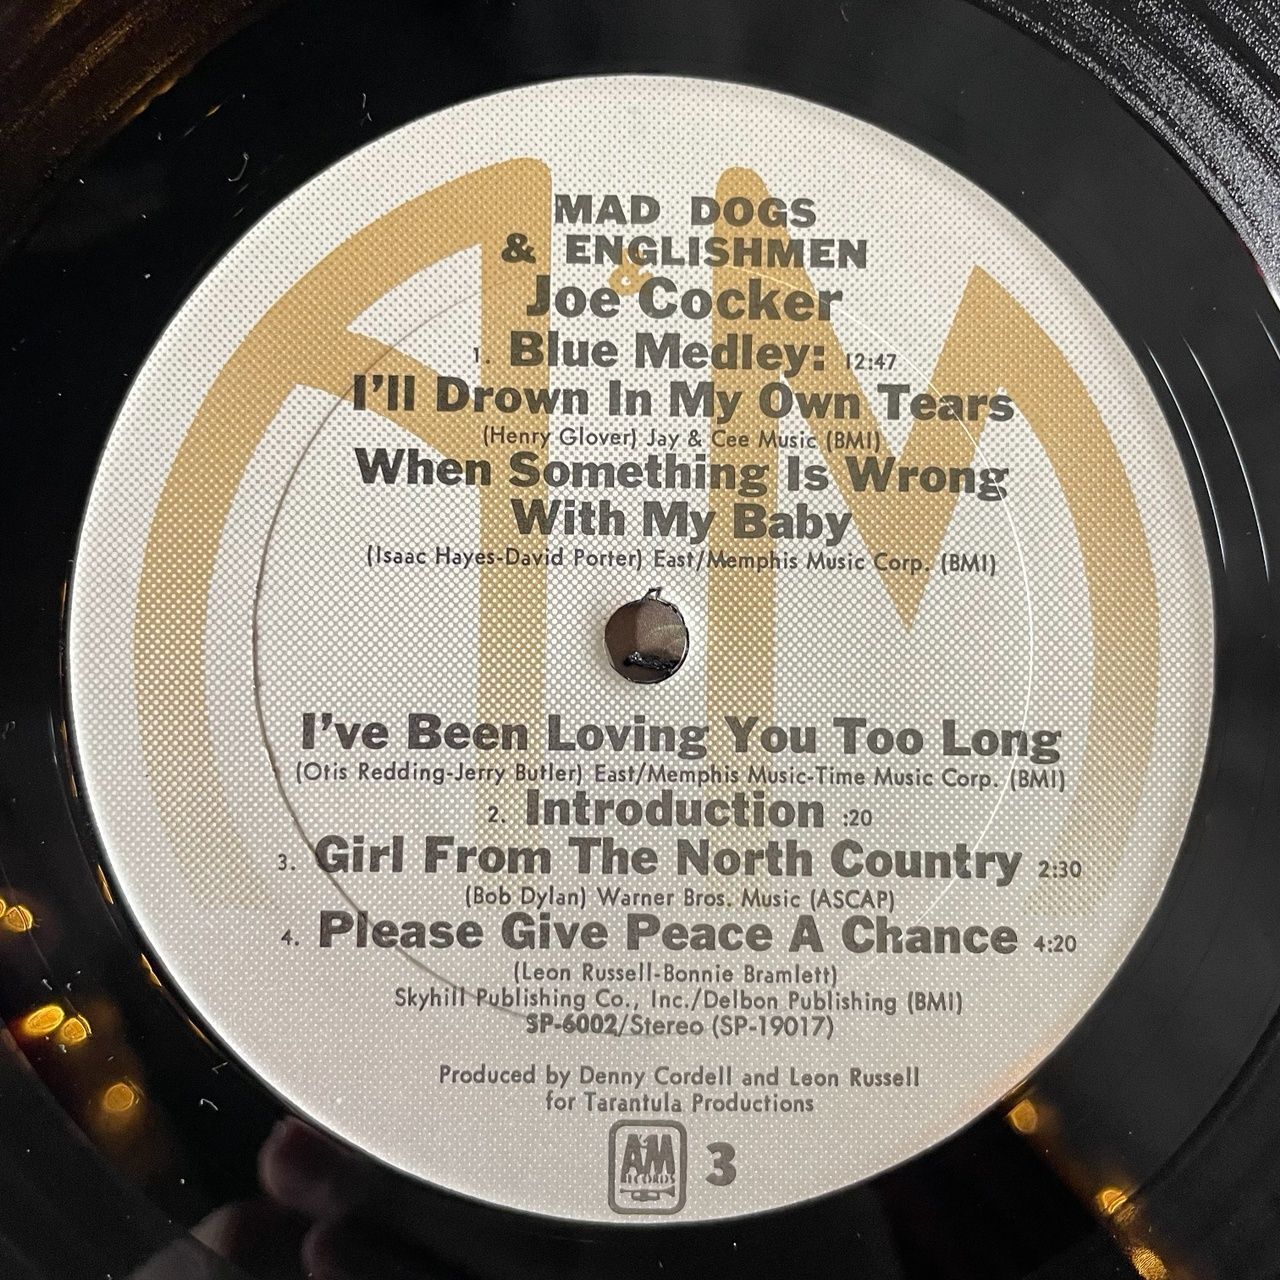 MAD DOGS
& ENGLISHMEN
Joe Cocker
1. Blue Medley: 12:47
I'll Drown In My Own Tears
(Henry Glover) Jay & Cee Music (BMI)
When Something Is Wrong
With My Baby
(Isaac Hayes-David Porter) East/Memphis Music Corp. (BMI)
I've Been Loving You Too Long
(Otis Redding-Jerry Butler) East/Memphis Music-Time Music Corp. (BMI)
2. Introduction :20
3. Girl From The North Country 2:30
(Bob Dylan) Warner Bros. Music (ASCAP)
4. Please Give Peace A Chance 4:20
(Leon Russell-Bonnie Bramlett)
Skyhill Publishing Co., Inc./Delbon Publishing (BMI)
SP-6002/Stereo (SP-19017)
Produced by Denny Cordell and Leon Russell
for Tarantula Productions
A&M
RECORDS
3